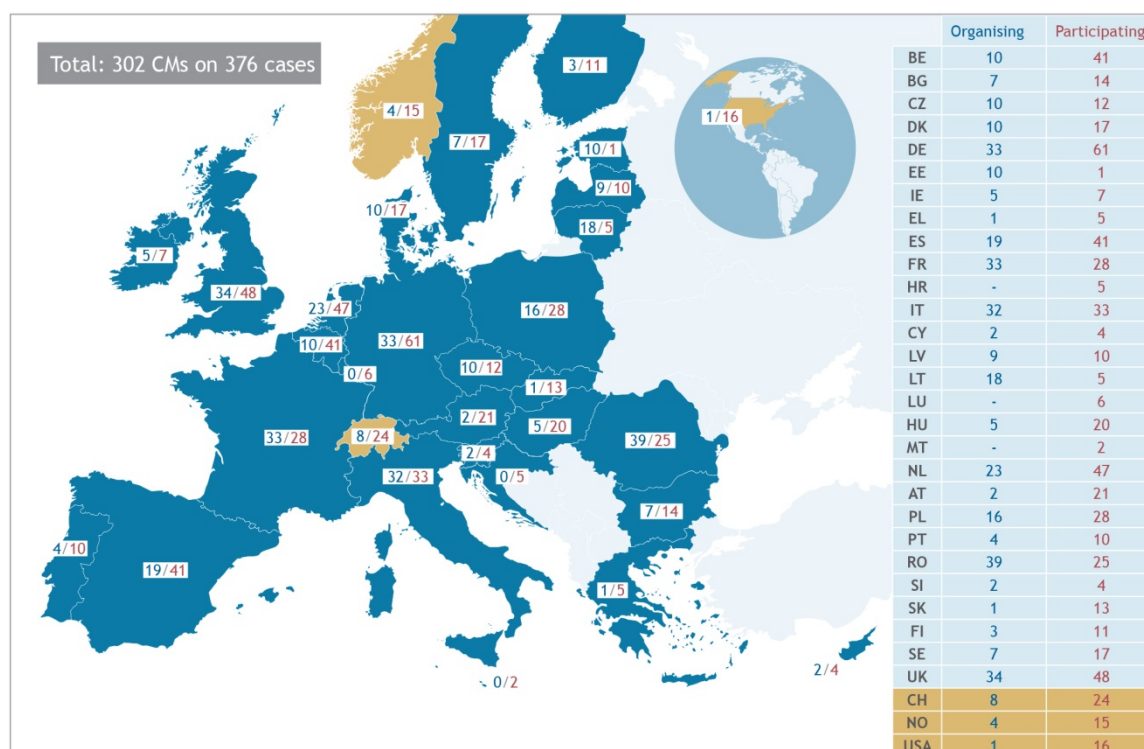 Total: 302 CMs on 376 cases
3/11
4/15
1/16
7/17
10/1
9/10
10/17
18/5
5/7
34/48
23/47
16/28
10/41
33/61
10/12
0/6
1/13
2/21
33/28
8/24
5/20
39/25
2/4
32/33
0/5
7/14
4/10
19/41
1/5
2/4
0/2
Organising Participating
BE 10 41
BG 7 14
CZ 10 12
DK 10 17
DE 33 61
EE 10 1
IE 5 7
EL 1 5
ES 19 41
FR 33 28
HR - 5
IT 32 33
CY 2 4
LV 9 10
LT 18 5
LU - 6
HU 5 20
MT - 2
NL 23 47
AT 2 21
PL 16 28
PT 4 10
RO 39 25
SI 2 4
SK 1 13
FI 3 11
SE 7 17
UK 34 48
CH 8 24
NO 4 15
USA 1 16